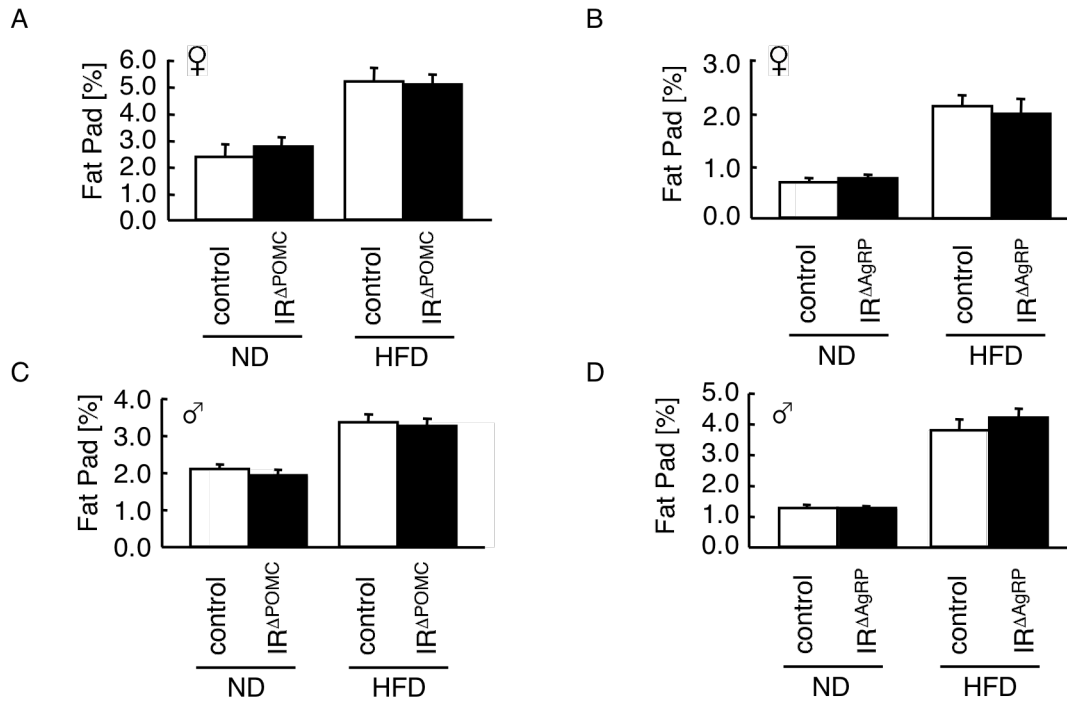 A
♀
Fat Pad [%]
6.0
5.0
4.0
3.0
2.0
1.0
0.0
control
IRΔPOMC
control
IRΔPOMC
ND
HFD
B
♀
Fat Pad [%]
3.0
2.0
1.0
0.0
control
IRΔAgRP
control
IRΔAgRP
ND
HFD
C
♂
Fat Pad [%]
4.0
3.0
2.0
1.0
0.0
control
IRΔPOMC
control
IRΔPOMC
ND
HFD
D
♂
Fat Pad [%]
5.0
4.0
3.0
2.0
1.0
0.0
control
IRΔAgRP
control
IRΔAgRP
ND
HFD